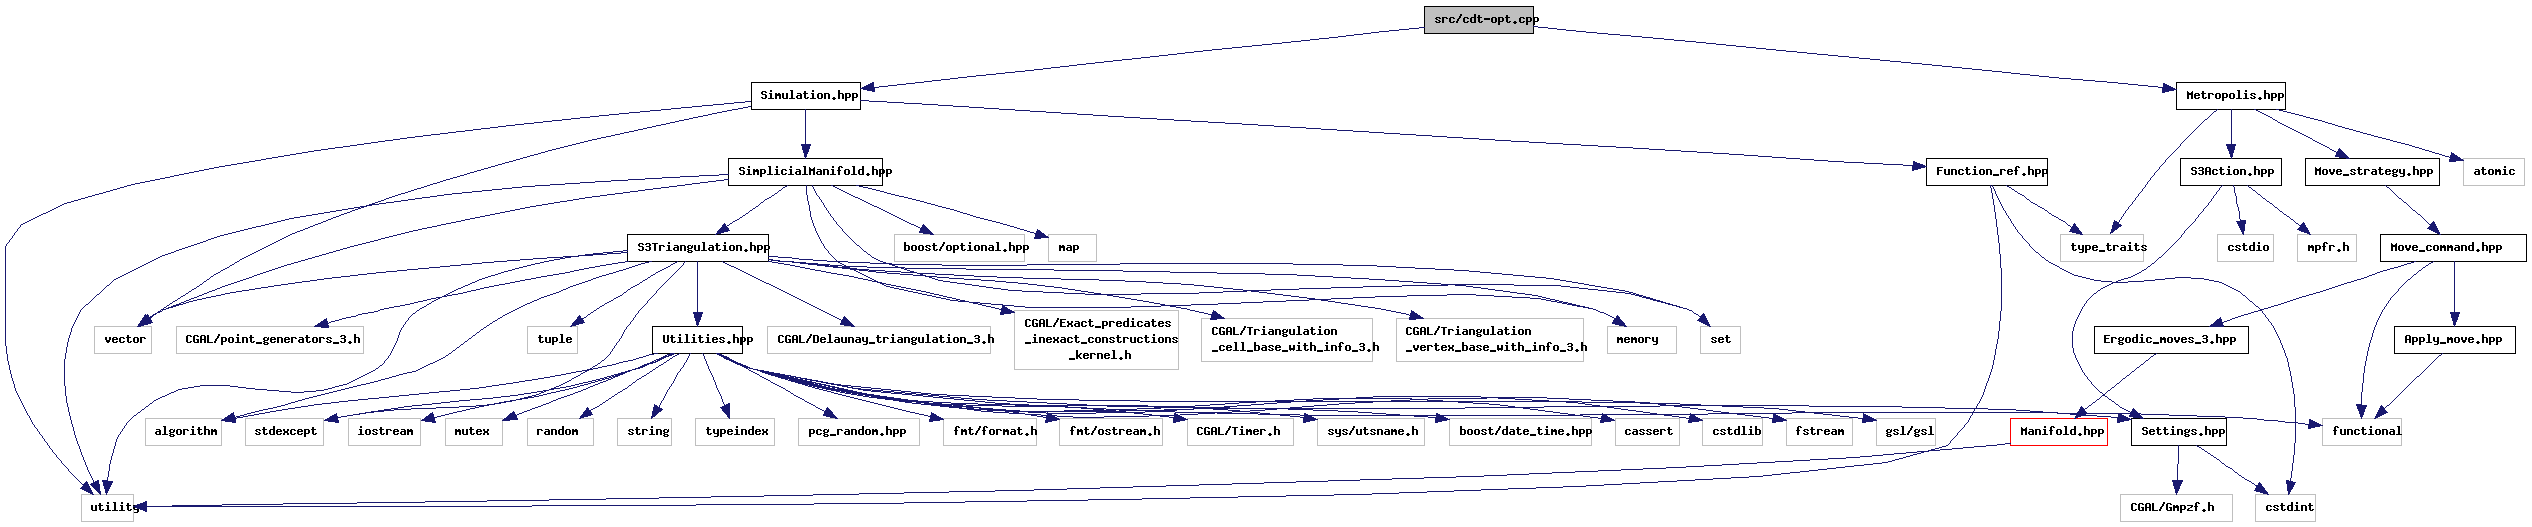 src/cdt-opt.cpp
Simulation.hpp
Metropolis.hpp
SimplicialManifold.hpp
Function_ref.hpp
S3Action.hpp
Move_strategy.hpp
atomic
S3Triangulation.hpp
boost/optional.hpp
map
type_traits
cstdio
mpfr.h
Move_command.hpp
vector
CGAL/point_generators_3.h
tuple
Utilities.hpp
CGAL/Delaunay_triangulation_3.h
CGAL/Exact_predicates
_inexact_constructions
_kernel.h
CGAL/Triangulation
_cell_base_with_info_3.h
CGAL/Triangulation
_vertex_base_with_info_3.h
memory
set
Ergodic_moves_3.hpp
Apply_move.hpp
algorithm
stdexcept
iostream
mutex
random
string
typeindex
pcg_random.hpp
fmt/format.h
fmt/ostream.h
CGAL/Timer.h
sys/utsname.h
boost/date_time.hpp
cassert
cstdlib
fstream
gsl/gsl
Manifold.hpp
Settings.hpp
functional
utility
CGAL/Gmpzf.h
cstdint